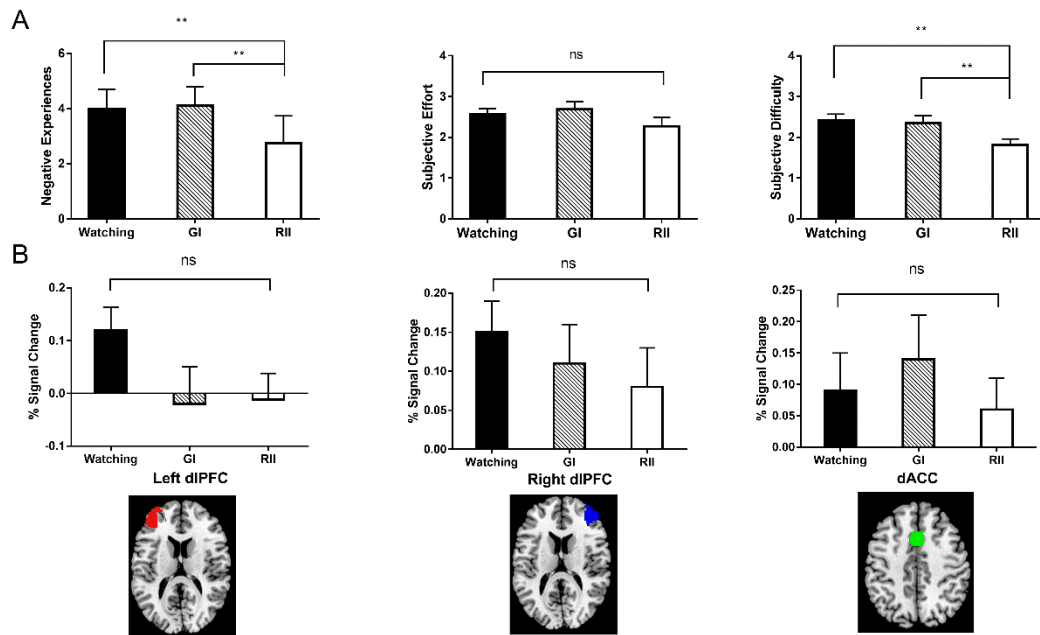 A
**
**
Negative Experiences
6
4
2
0
Watching GI RII
ns
Subjective Effort
4
3
2
1
0
Watching GI RII
**
**
Subjective Difficulty
4
3
2
1
0
Watching GI RII
B
ns
% Signal Change
0.2
0.1
0.0
-0.1
Watching GI RII
Left dlPFC
ns
% Signal Change
0.20
0.15
0.10
0.05
0.00
Watching GI RII
Right dlPFC
ns
% Signal Change
0.25
0.20
0.15
0.10
0.05
0.00
Watching GI RII
dACC